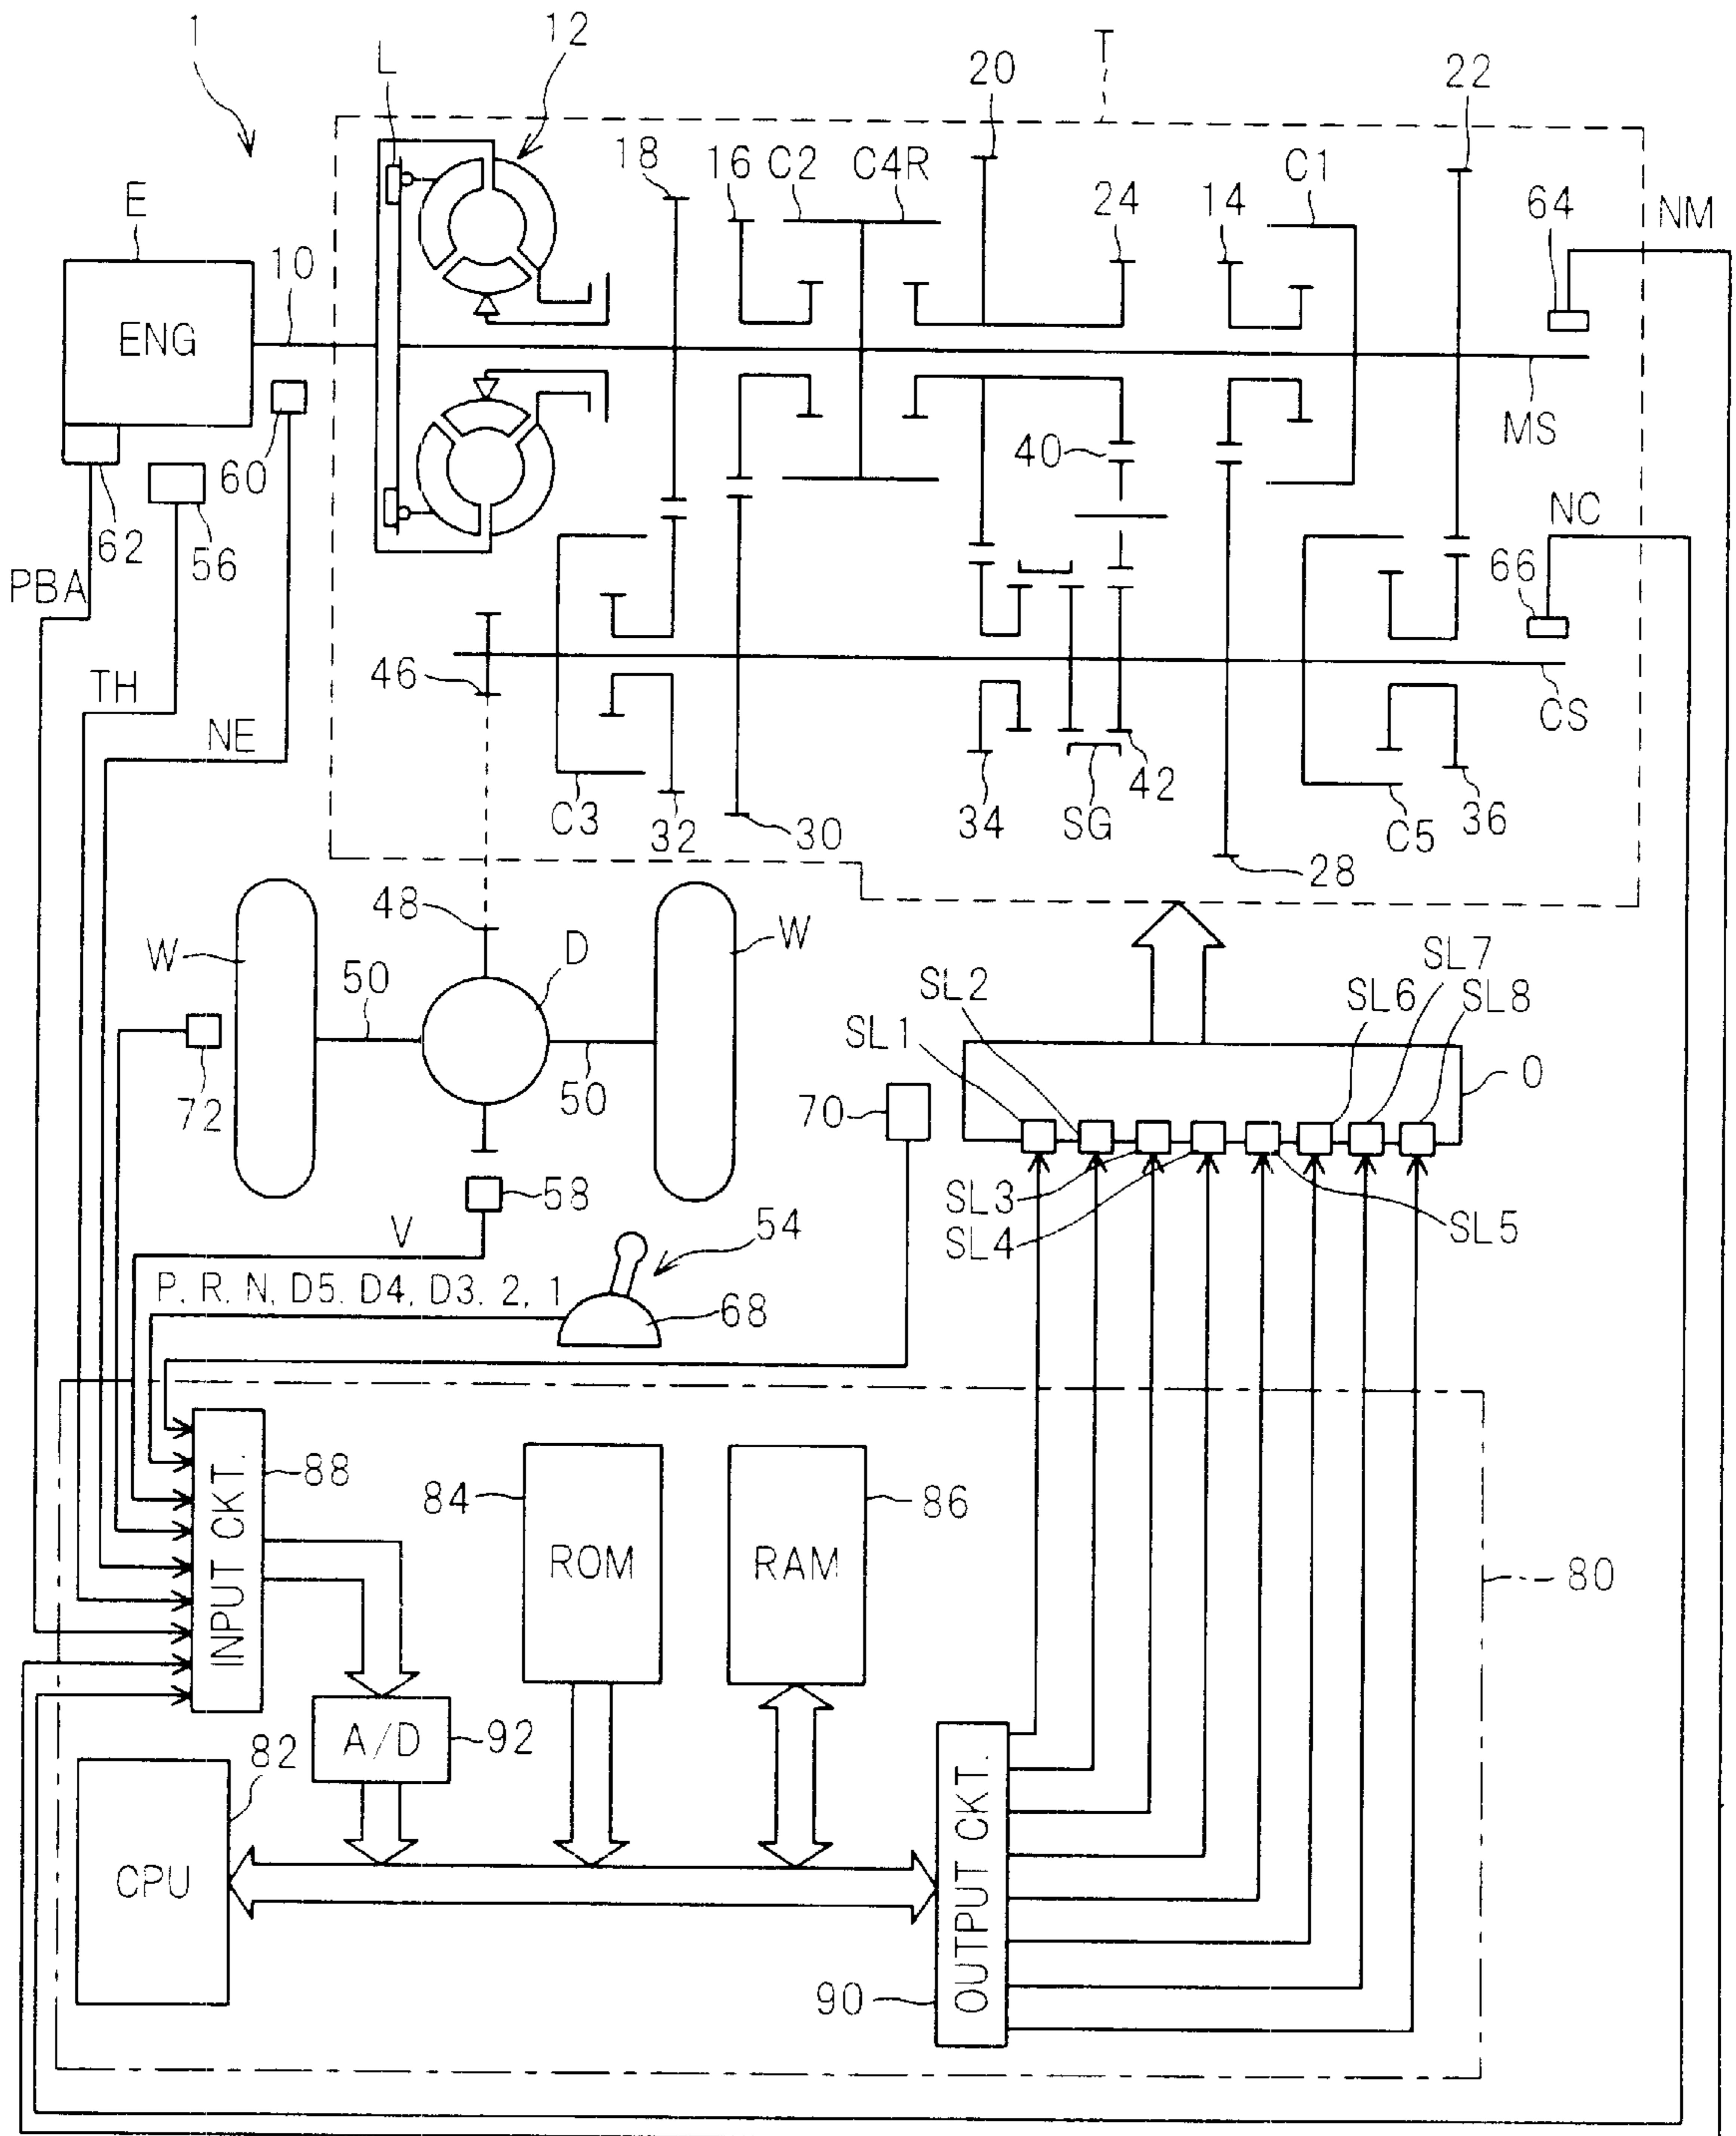 1
L
12
T
20
22
18
16
C2
C4R
C1
E
24
14
64
NM
10
ENG
MS
40
60
NC
62
56
66
PBA
46
TH
NE
CS
34
42
C3
32
30
SG
C5
36
28
48
W
D
W
SL7
50
SL2
SL6
SL8
SL1
O
72
50
70
58
SL3
SL5
V
54
SL4
P, R, N, D5, D4, D3, 2, 1
68
INPUT CKT.
88
84
86
ROM
RAM
80
A/D
92
82
OUTPUT CKT.
CPU
90